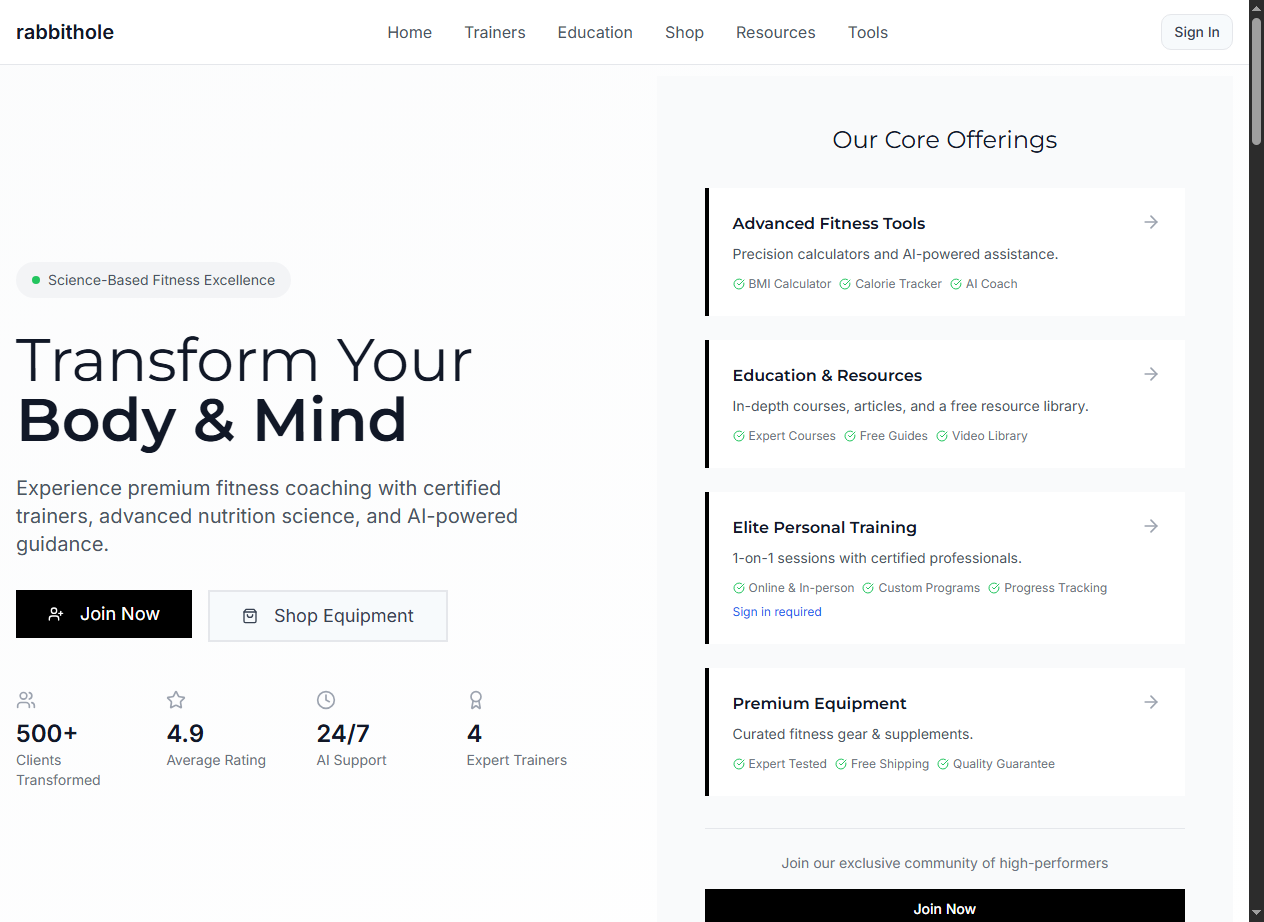 rabbithole
Home
Trainers
Education
Shop
Resources
Tools
Sign In
Science-Based Fitness Excellence
Transform Your
Body & Mind
Experience premium fitness coaching with certified
trainers, advanced nutrition science, and AI-powered
guidance.
Join Now
Shop Equipment
500+
Clients
Transformed
4.9
Average Rating
24/7
AI Support
4
Expert Trainers
Our Core Offerings
Advanced Fitness Tools
Precision calculators and AI-powered assistance.
BMI Calculator
Calorie Tracker
AI Coach
Education & Resources
In-depth courses, articles, and a free resource library.
Expert Courses
Free Guides
Video Library
Elite Personal Training
1-on-1 sessions with certified professionals.
Online & In-person
Custom Programs
Progress Tracking
Sign in required
Premium Equipment
Curated fitness gear & supplements.
Expert Tested
Free Shipping
Quality Guarantee
Join our exclusive community of high-performers
Join Now